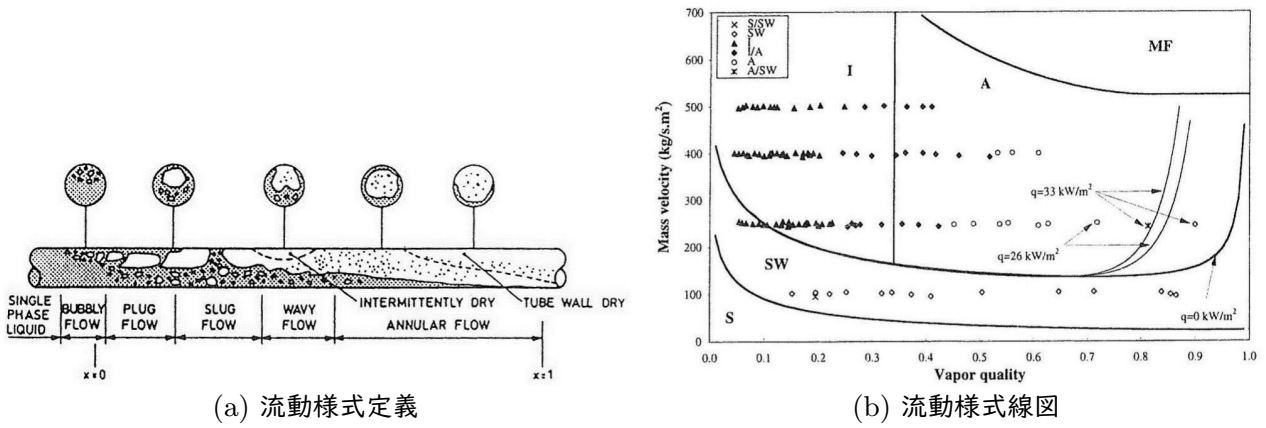 SINGLE PHASE LIQUID
BUBBLY FLOW
PLUG FLOW
SLUG FLOW
WAVY FLOW
INTERMITTENTLY DRY
TUBE WALL DRY
ANNULAR FLOW
x=0
x=1
(a) 流動様式定義
Mass velocity (kg/s.m²)
700
600
500
400
300
200
100
0
S/SW
SW
I
I/A
A
A/SW
I
A
MF
SW
S
q=33 kW/m²
q=26 kW/m²
q=0 kW/m²
0.0 0.1 0.2 0.3 0.4 0.5 0.6 0.7 0.8 0.9 1.0
Vapor quality
(b) 流動様式線図